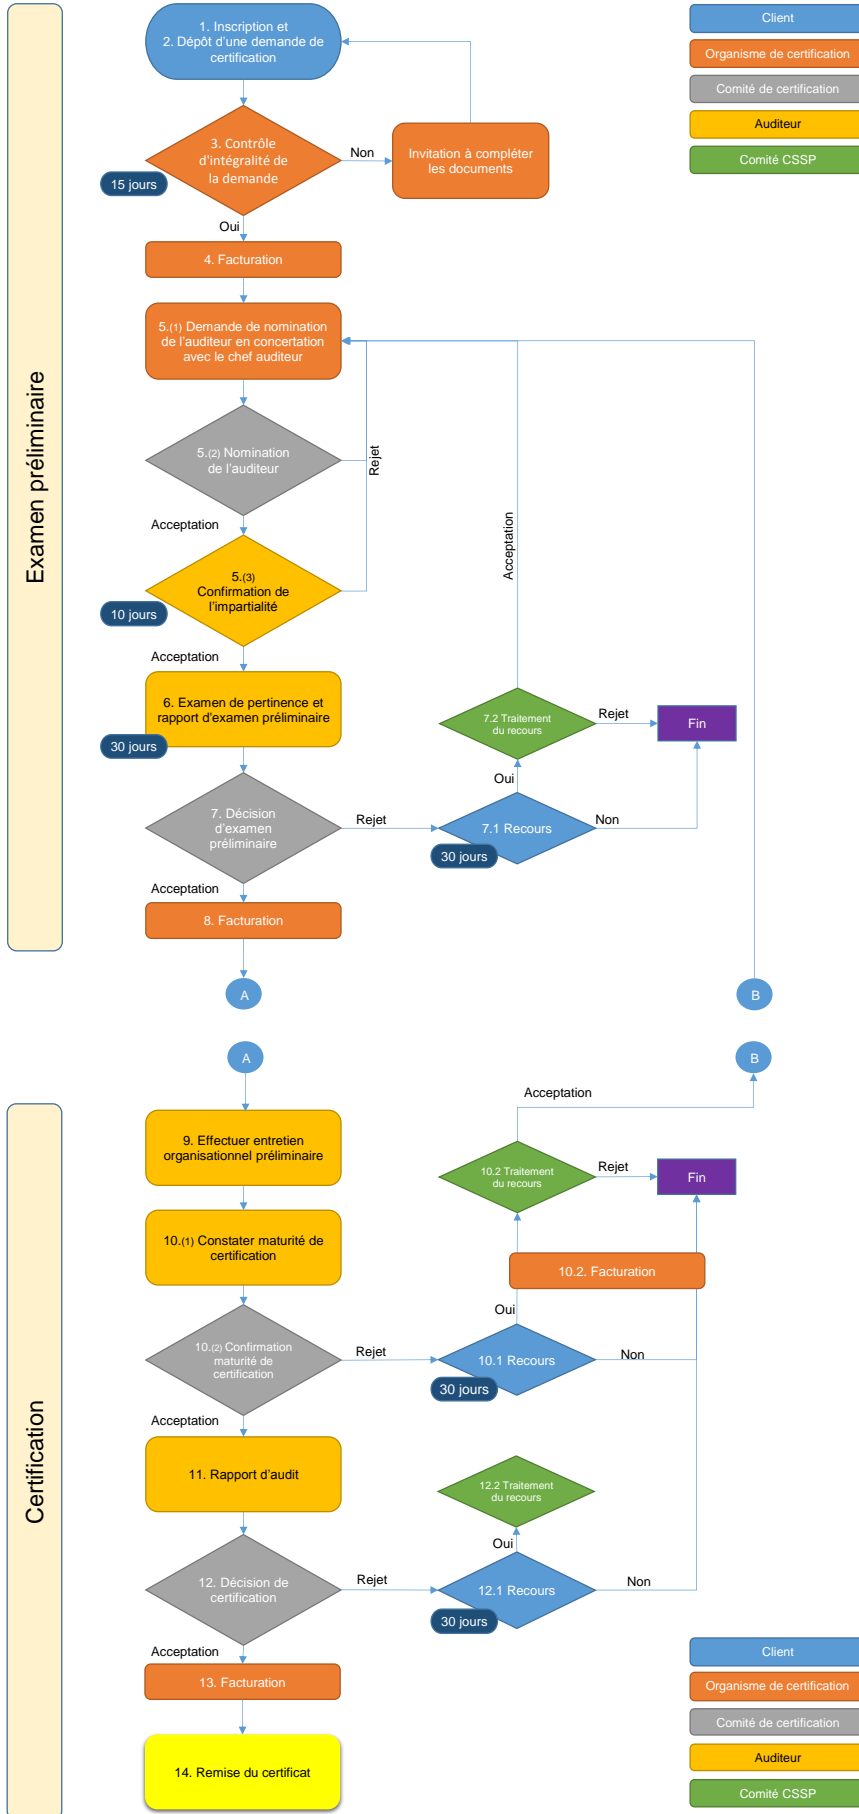 1. Inscription et
2. Dépôt d'une demande de
certification
Client
Organisme de certification
Comité de certification
Auditeur
Comité CSSP
3. Contrôle
d'intégralité de
la demande
Non
Invitation à compléter
les documents
15 jours
Oui
4. Facturation
5.(1) Demande de nomination
de l'auditeur en concertation
avec le chef auditeur
Examen préliminaire
5.(2) Nomination
de l'auditeur
Rejet
Acceptation
Acceptation
5.(3)
Confirmation de
l'impartialité
10 jours
Acceptation
6. Examen de pertinence et
rapport d'examen préliminaire
30 jours
7.2 Traitement
du recours
Rejet
Fin
Oui
7. Décision
d'examen
préliminaire
Rejet
7.1 Recours
Non
30 jours
Acceptation
8. Facturation
A
B
A
B
Acceptation
9. Effectuer entretien
organisationnel préliminaire
10.2 Traitement
du recours
Rejet
Fin
10.(1) Constater maturité de
certification
10.2. Facturation
Oui
10.(2) Confirmation
maturité de
certification
Rejet
10.1 Recours
Non
30 jours
Acceptation
Certification
11. Rapport d'audit
12.2 Traitement
du recours
Oui
12. Décision de
certification
Rejet
12.1 Recours
Non
30 jours
Acceptation
13. Facturation
14. Remise du certificat
Client
Organisme de certification
Comité de certification
Auditeur
Comité CSSP